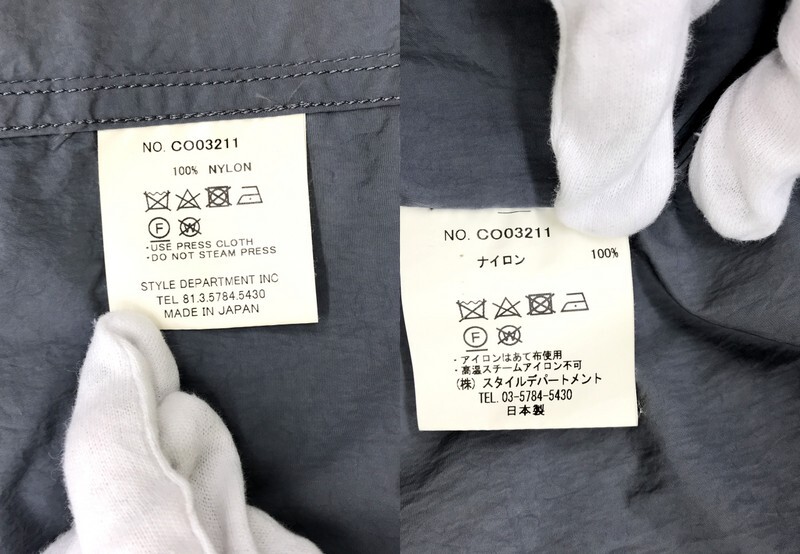 NO. CO03211
100% NYLON
F W
・USE PRESS CLOTH
・DO NOT STEAM PRESS
STYLE DEPARTMENT INC
TEL 81.3.5784.5430
MADE IN JAPAN
NO. CO03211
ナイロン 100%
F W
・アイロンはあて布使用
・高温スチームアイロン不可
(株) スタイルデパートメント
TEL. 03-5784-5430
日本製